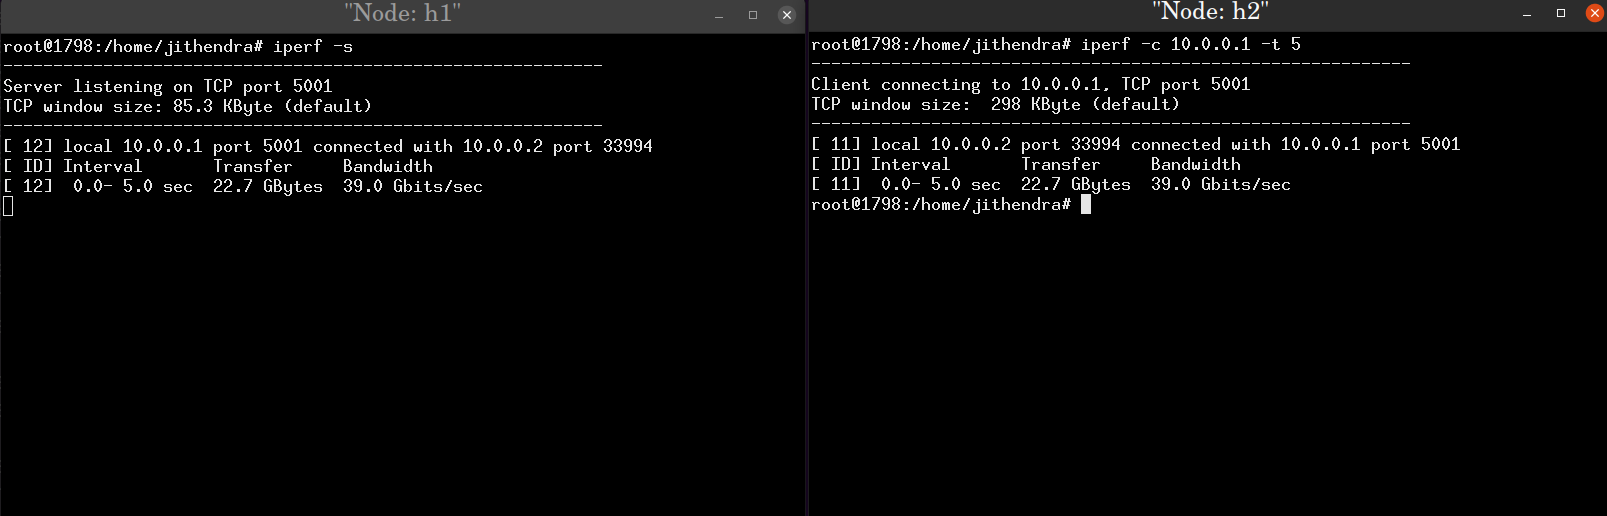 "Node: h1"
root@1798:/home/jithendra# iperf -s
------------------------------------------------------------
Server listening on TCP port 5001
TCP window size: 85.3 KByte (default)
------------------------------------------------------------
[ 12] local 10.0.0.1 port 5001 connected with 10.0.0.2 port 33994
[ ID] Interval       Transfer     Bandwidth
[ 12]  0.0- 5.0 sec  22.7 GBytes  39.0 Gbits/sec
"Node: h2"
root@1798:/home/jithendra# iperf -c 10.0.0.1 -t 5
------------------------------------------------------------
Client connecting to 10.0.0.1, TCP port 5001
TCP window size:  298 KByte (default)
------------------------------------------------------------
[ 11] local 10.0.0.2 port 33994 connected with 10.0.0.1 port 5001
[ ID] Interval       Transfer     Bandwidth
[ 11]  0.0- 5.0 sec  22.7 GBytes  39.0 Gbits/sec
root@1798:/home/jithendra#